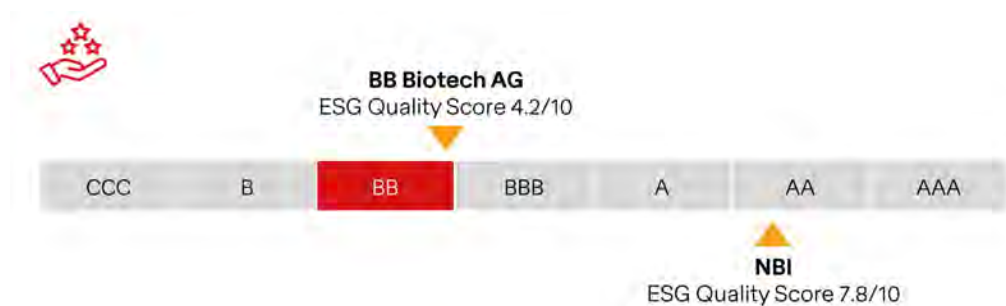 BB Biotech AG
ESG Quality Score 4.2/10
CCC B BB BBB A AA AAA
NBI
ESG Quality Score 7.8/10